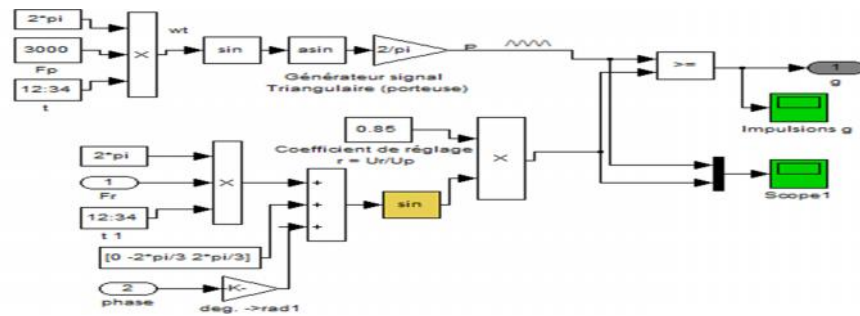 2*pi
wt
3000
Fp
12:34
t
X
sin
asin
2/pi
P
Générateur signal
Triangulaire (porteuse)
>=
1
g
Impulsions g
0.85
Coefficient de réglage
r = Ur/Up
X
2*pi
1
Fr
12:34
t 1
X
+
+
+
sin
Scope1
[0 -2*pi/3 2*pi/3]
2
phase
-K-
deg. ->rad1